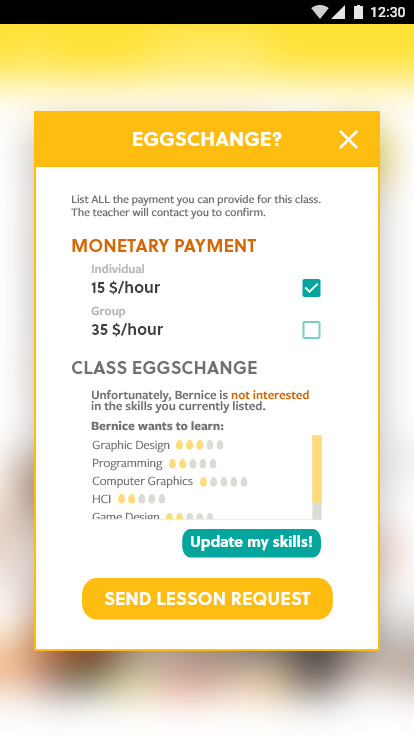 12:30
EGGSCHANGE?
List ALL the payment you can provide for this class.
The teacher will contact you to confirm.
MONETARY PAYMENT
Individual
15 $/hour
Group
35 $/hour
CLASS EGGSCHANGE
Unfortunately, Bernice is not interested
in the skills you currently listed.
Bernice wants to learn:
Graphic Design
Programming
Computer Graphics
HCI
Game Design
Update my skills!
SEND LESSON REQUEST